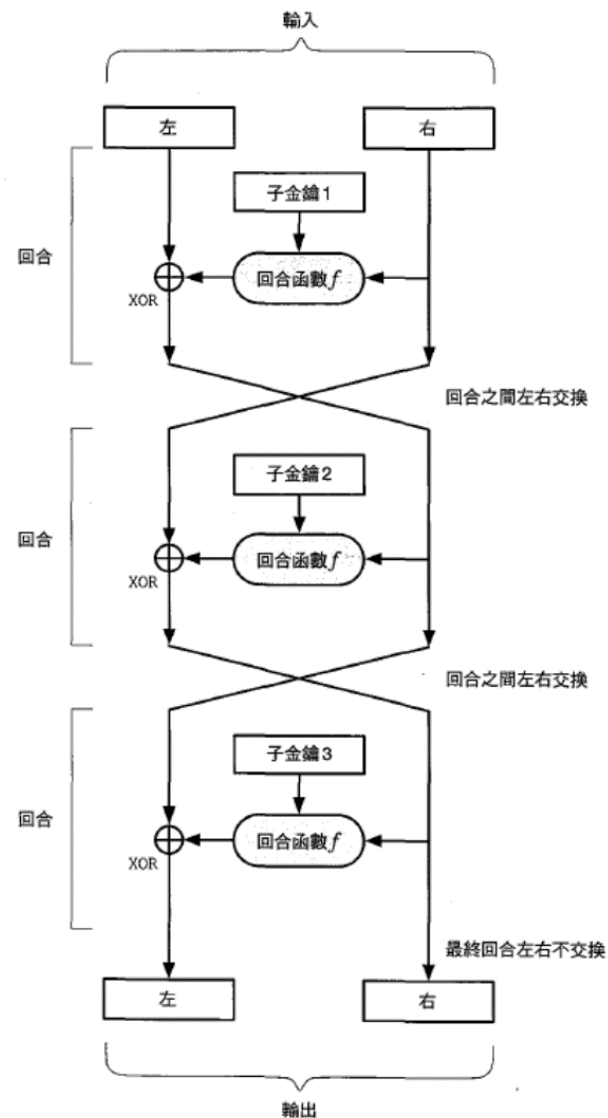 輸入
左
右
子金鑰1
回合
回合函數f
XOR
回合之間左右交換
子金鑰2
回合
回合函數f
XOR
回合之間左右交換
子金鑰3
回合
回合函數f
XOR
最終回合左右不交換
左
右
輸出